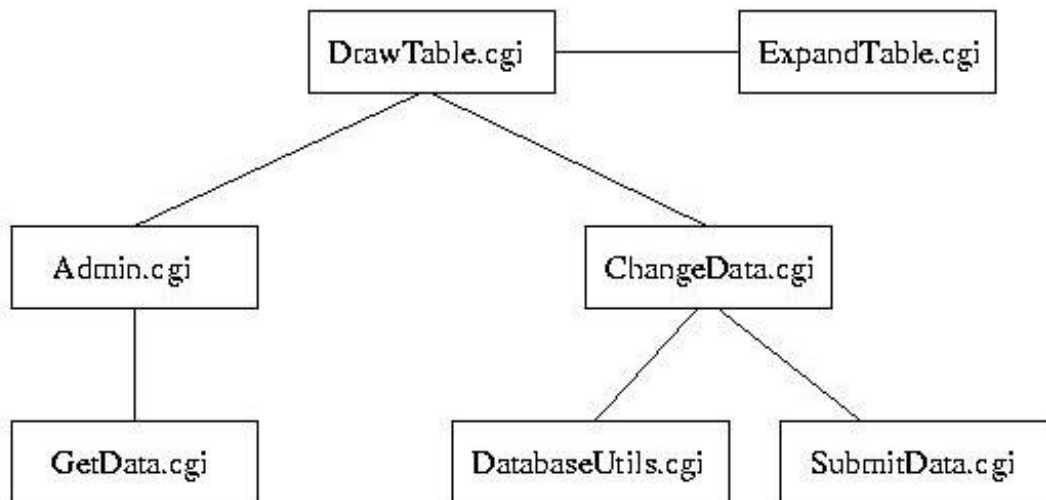 DrawTable.cgi
ExpandTable.cgi
Admin.cgi
ChangeData.cgi
GetData.cgi
DatabaseUtils.cgi
SubmitData.cgi